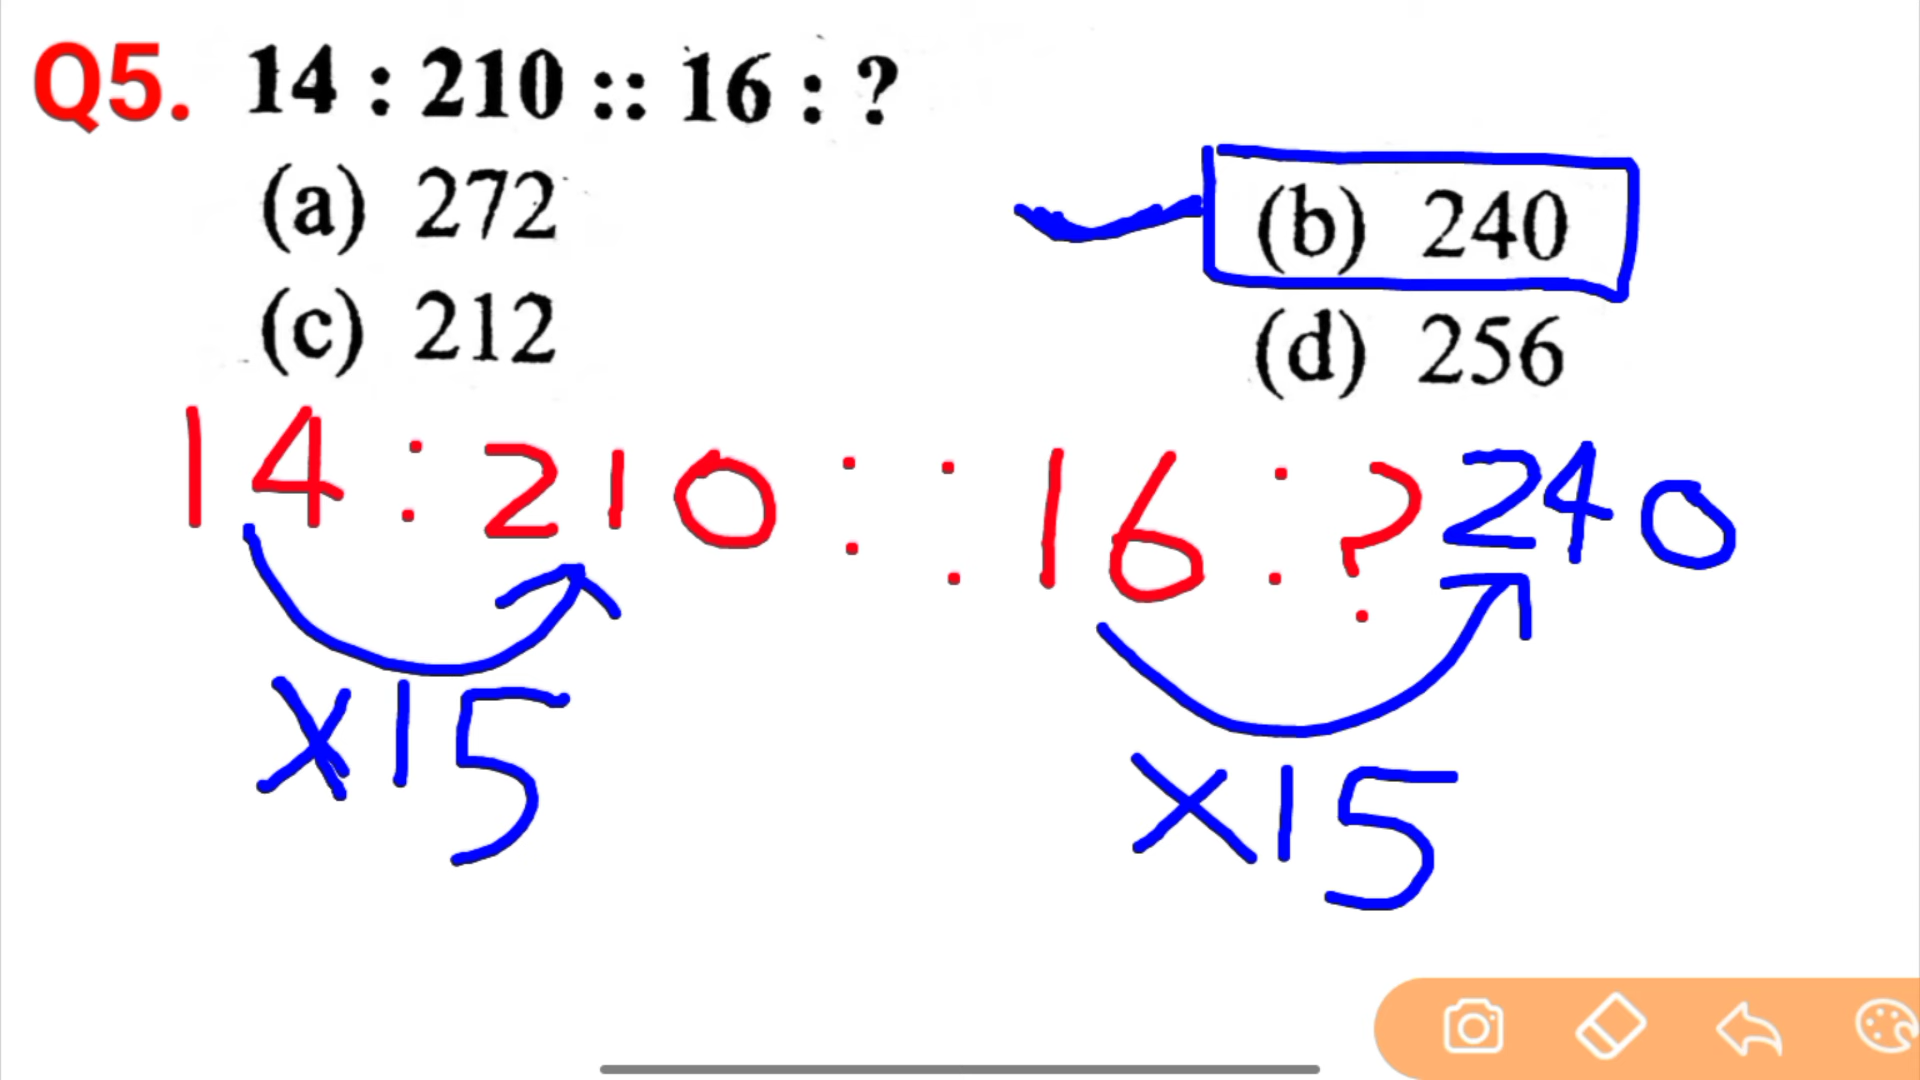 Q5. 14 : 210 :: 16 : ?
(a) 272 (b) 240
(c) 212 (d) 256
14 : 210 :: 16 : ? 240
×15 ×15